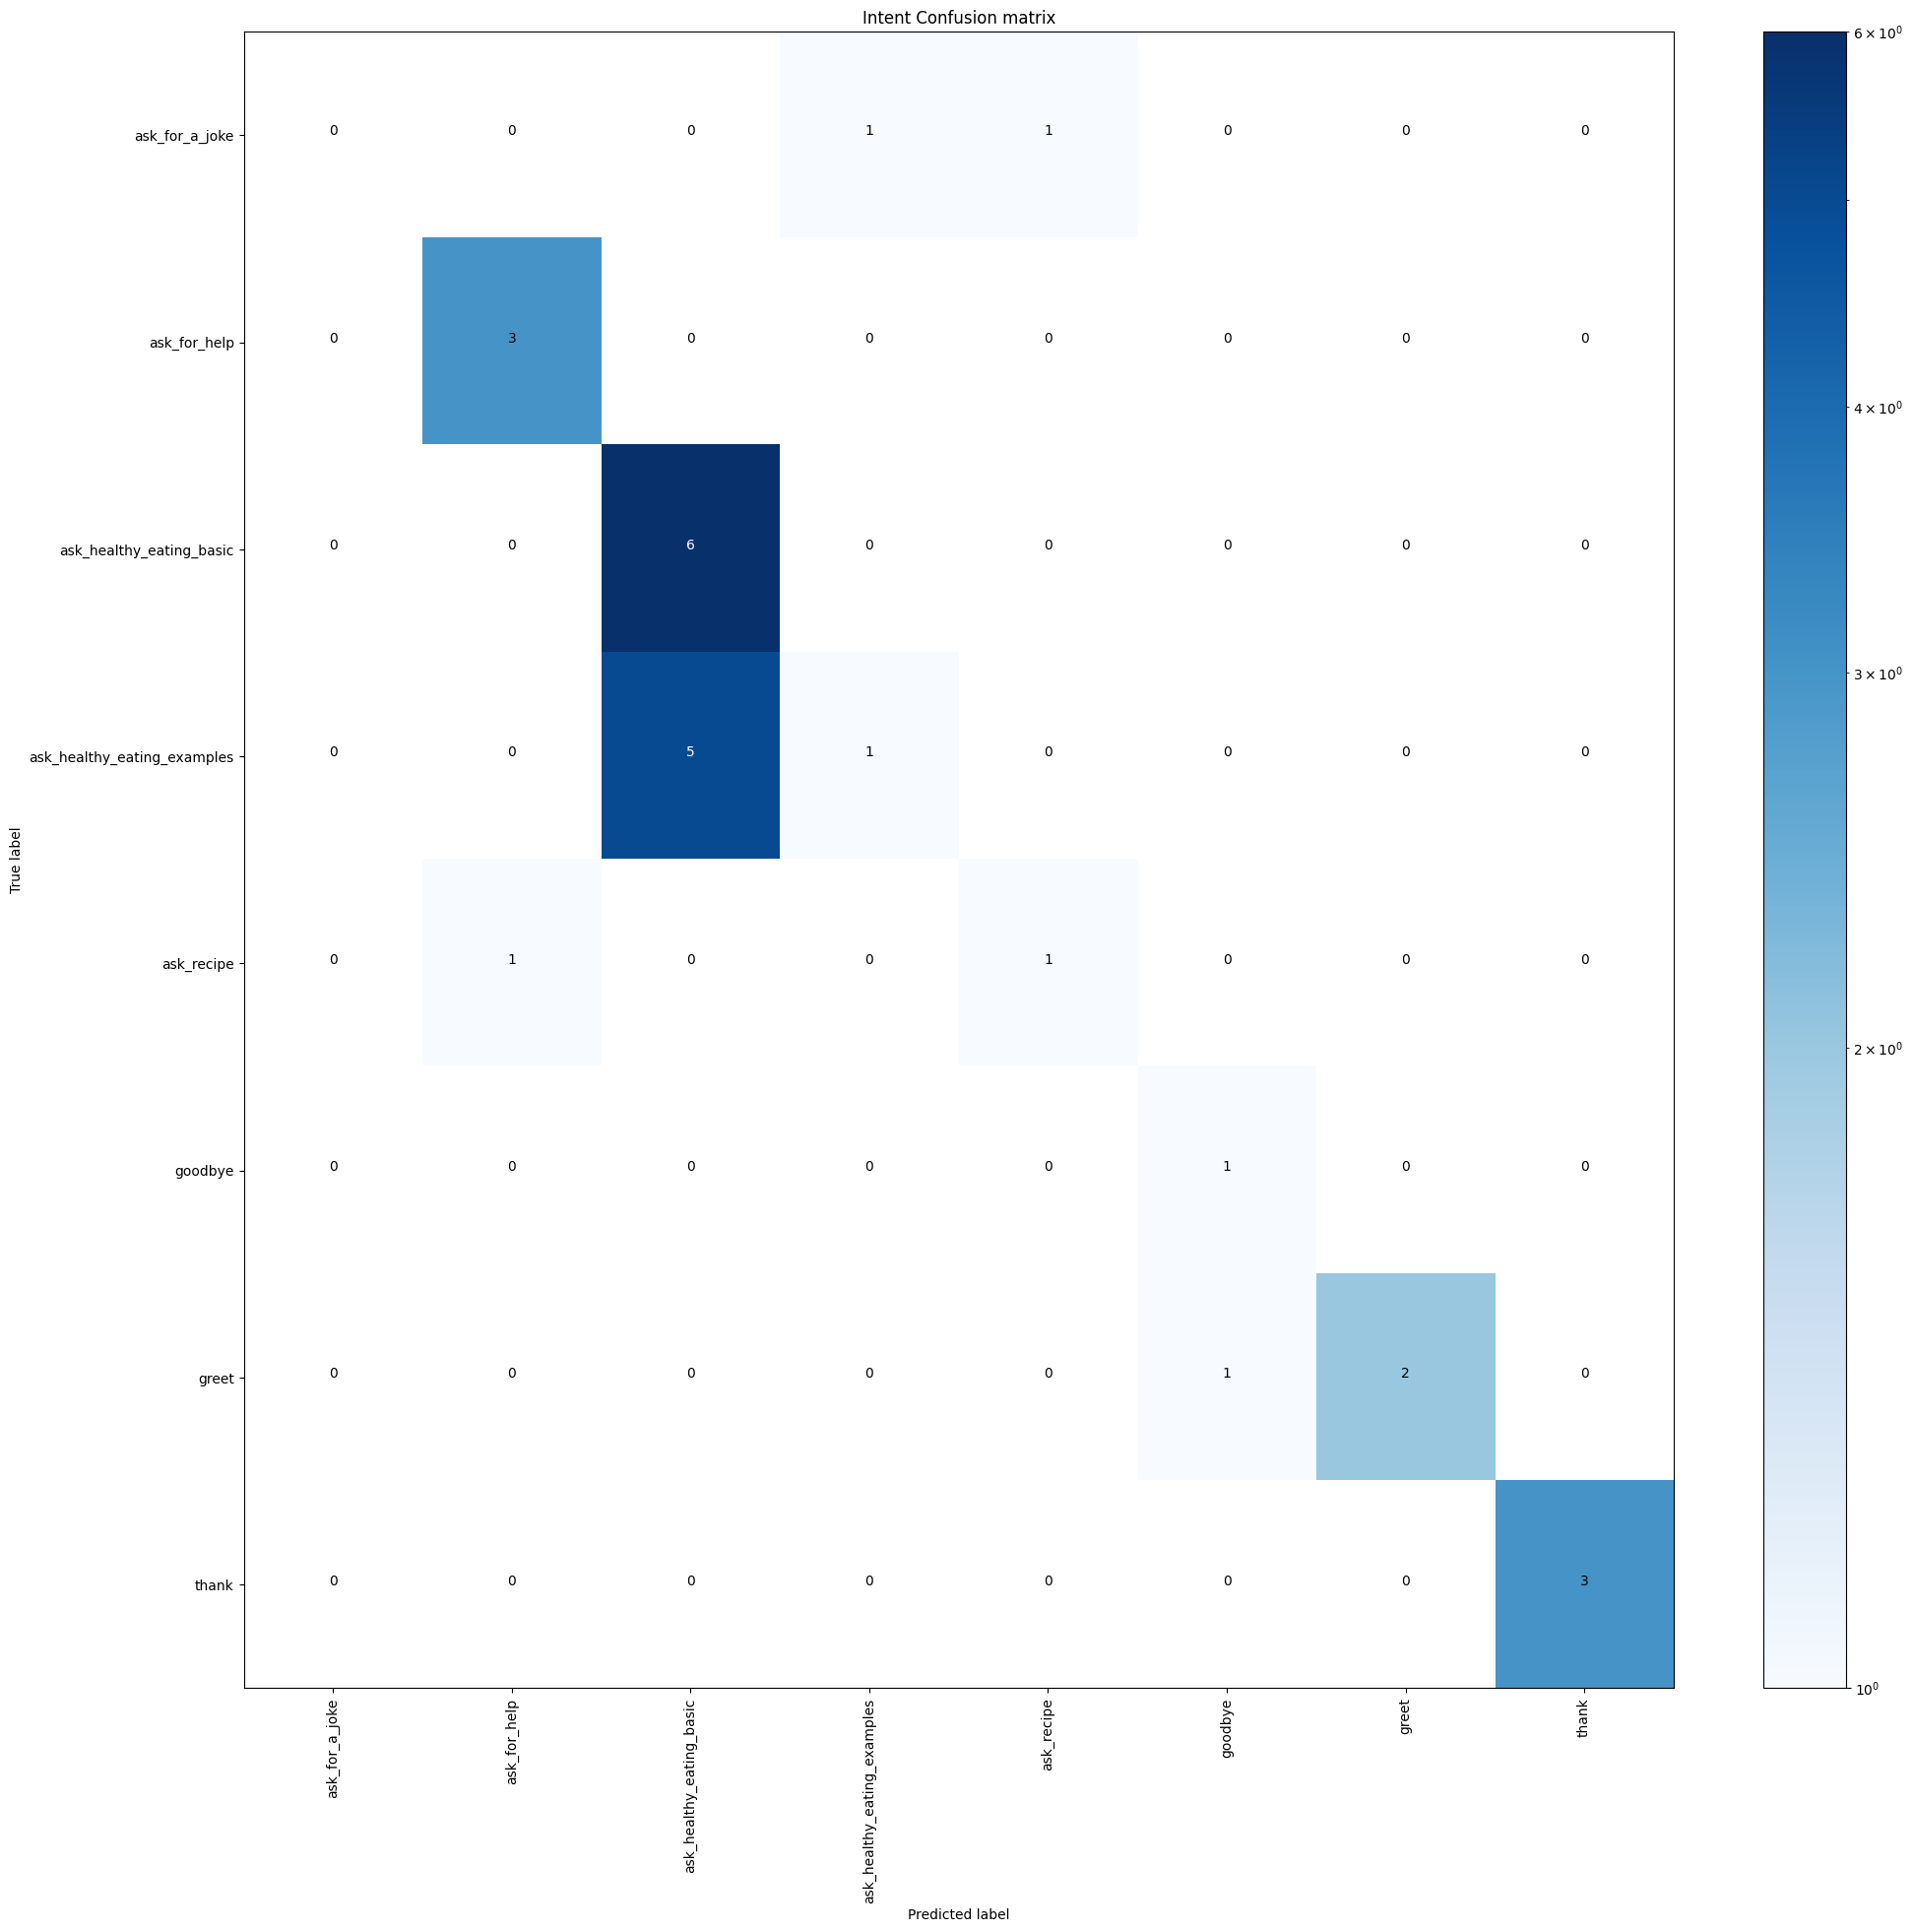 Intent Confusion matrix
ask_for_a_joke 0 0 0 1 1 0 0 0
ask_for_help 0 3 0 0 0 0 0 0
ask_healthy_eating_basic 0 0 6 0 0 0 0 0
ask_healthy_eating_examples 0 0 5 1 0 0 0 0
ask_recipe 0 1 0 0 1 0 0 0
goodbye 0 0 0 0 0 1 0 0
greet 0 0 0 0 0 1 2 0
thank 0 0 0 0 0 0 0 3
True label
ask_for_a_joke
ask_for_help
ask_healthy_eating_basic
ask_healthy_eating_examples
ask_recipe
goodbye
greet
thank
Predicted label
6 × 10⁰
4 × 10⁰
3 × 10⁰
2 × 10⁰
10⁰